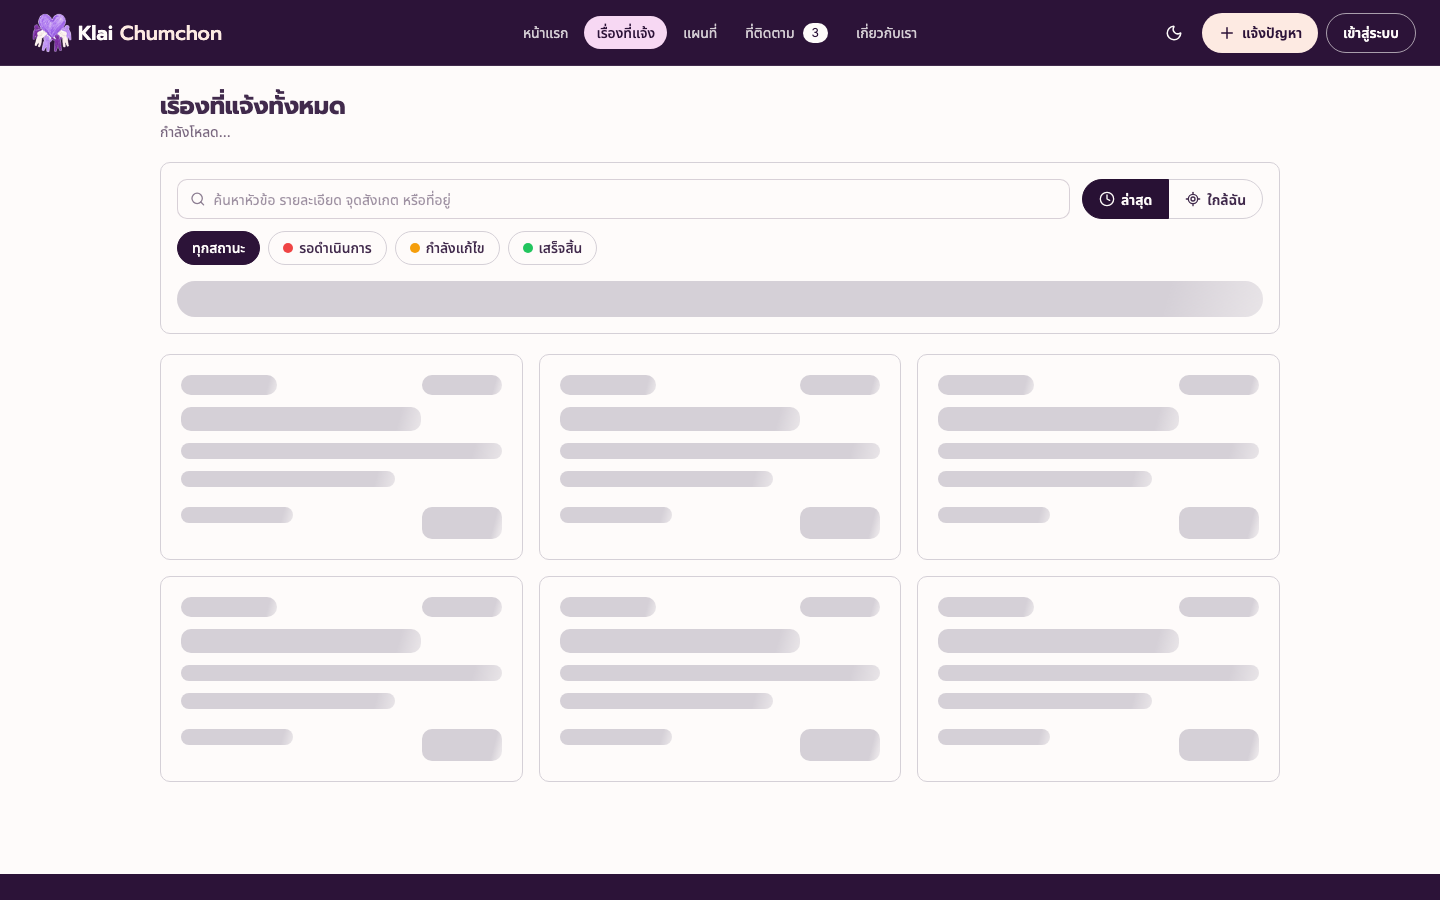 Klai Chumchon
หน้าแรก
เรื่องที่แจ้ง
แผนที่
ที่ติดตาม 3
เกี่ยวกับเรา
แจ้งปัญหา
เข้าสู่ระบบ
เรื่องที่แจ้งทั้งหมด
กำลังโหลด...
ค้นหาหัวข้อ รายละเอียด จุดสังเกต หรือที่อยู่
ล่าสุด
ใกล้ฉัน
ทุกสถานะ
รอดำเนินการ
กำลังแก้ไข
เสร็จสิ้น